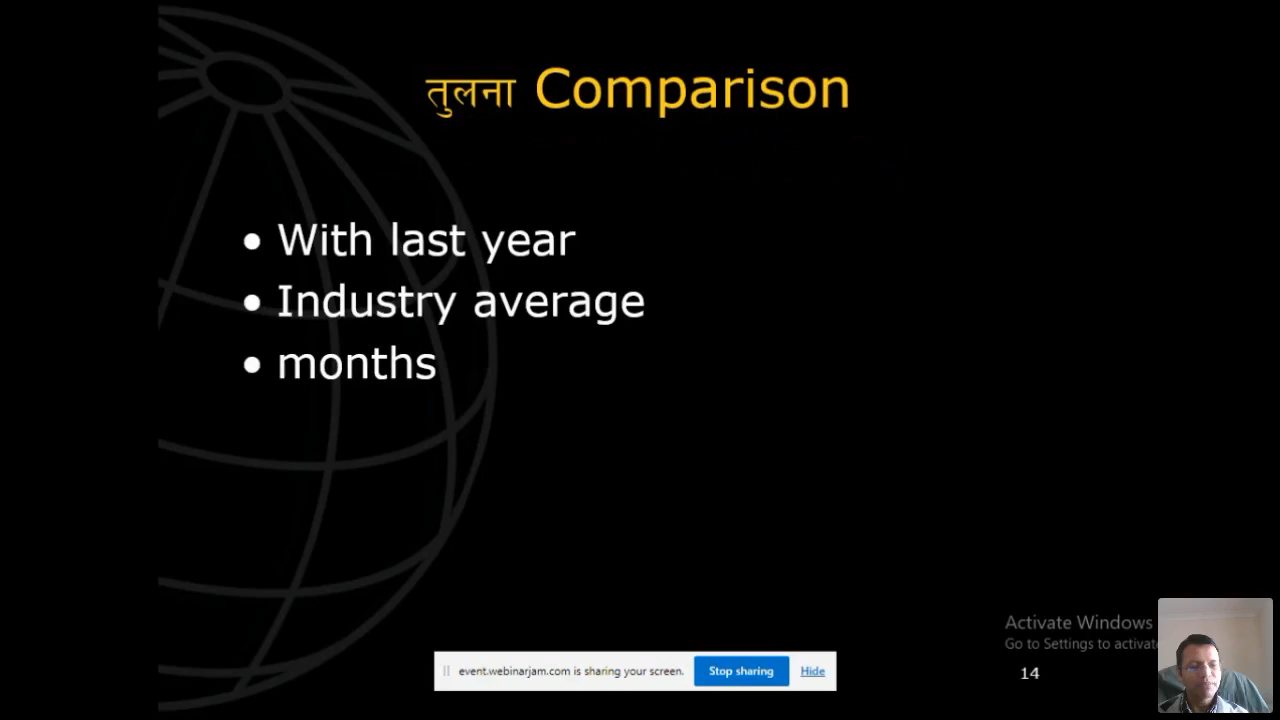 तुलना Comparison
• With last year
• Industry average
• months
Activate Windows
Go to Settings to activate
event.webinarjam.com is sharing your screen. Stop sharing Hide
14